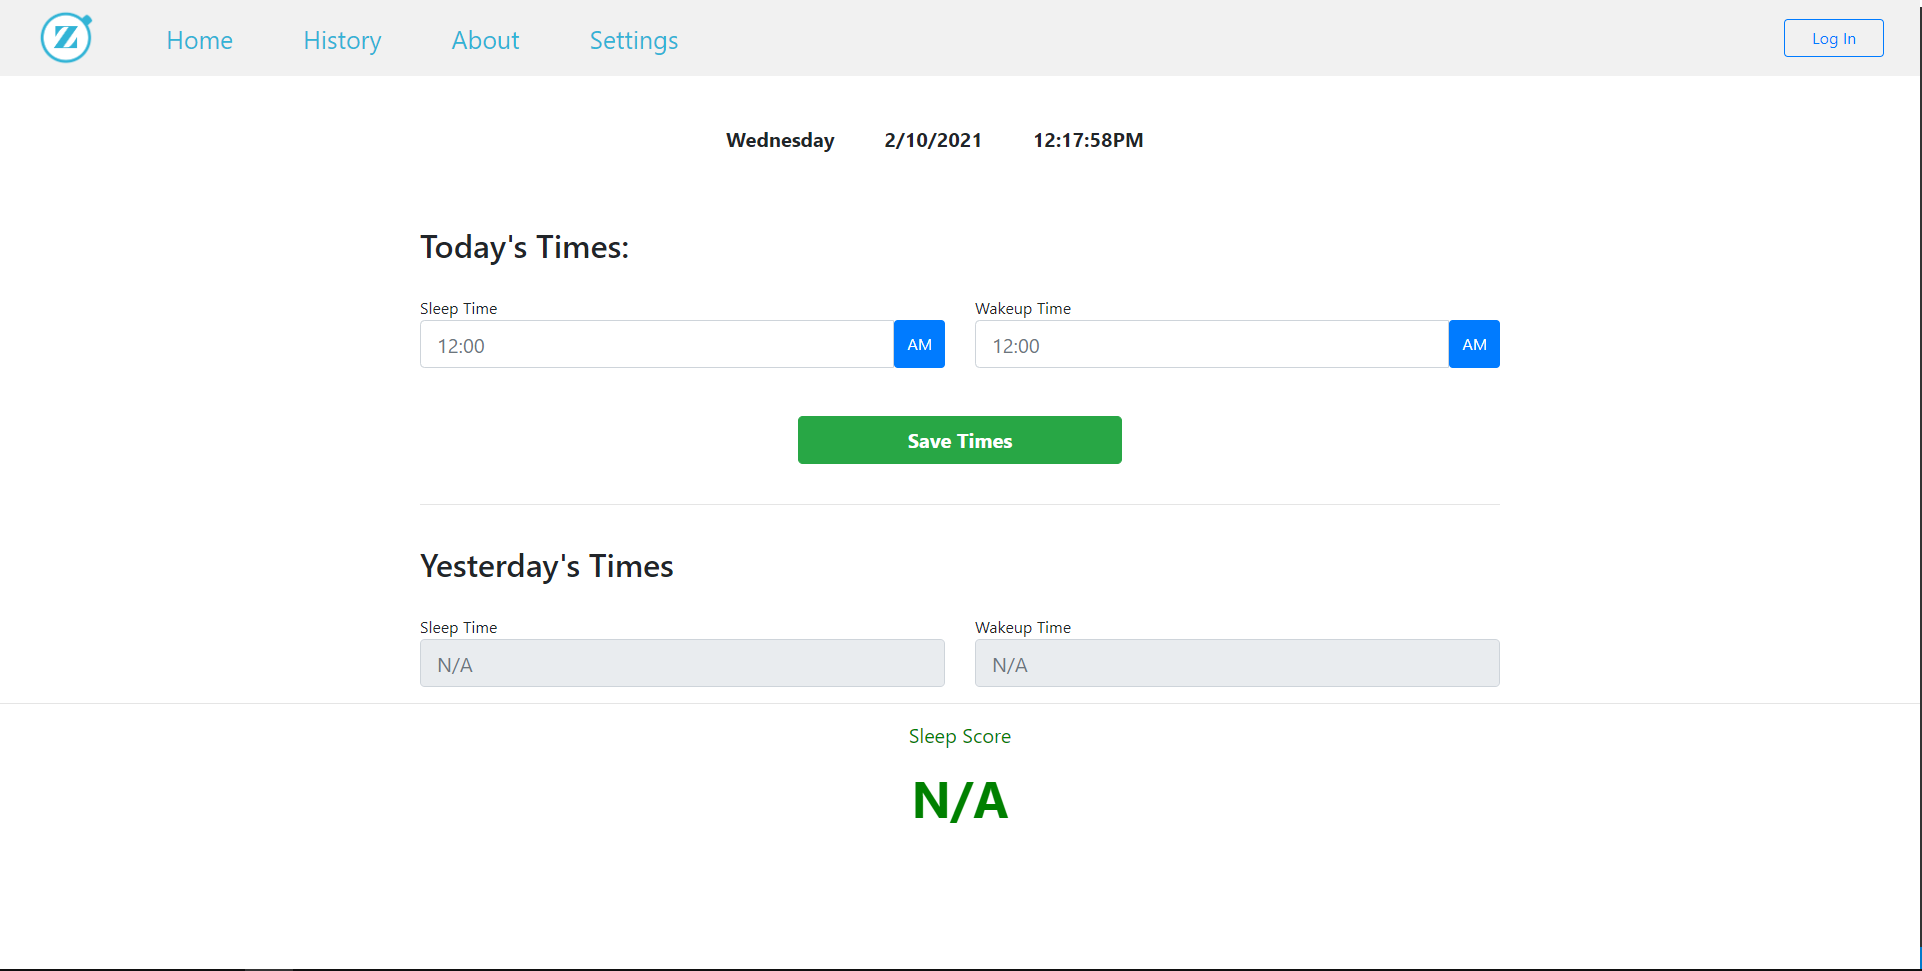 Z Home History About Settings Log In
Wednesday 2/10/2021 12:17:58PM
Today's Times:
Sleep Time Wakeup Time
12:00 AM 12:00 AM
Save Times
Yesterday's Times
Sleep Time Wakeup Time
N/A N/A
Sleep Score
N/A